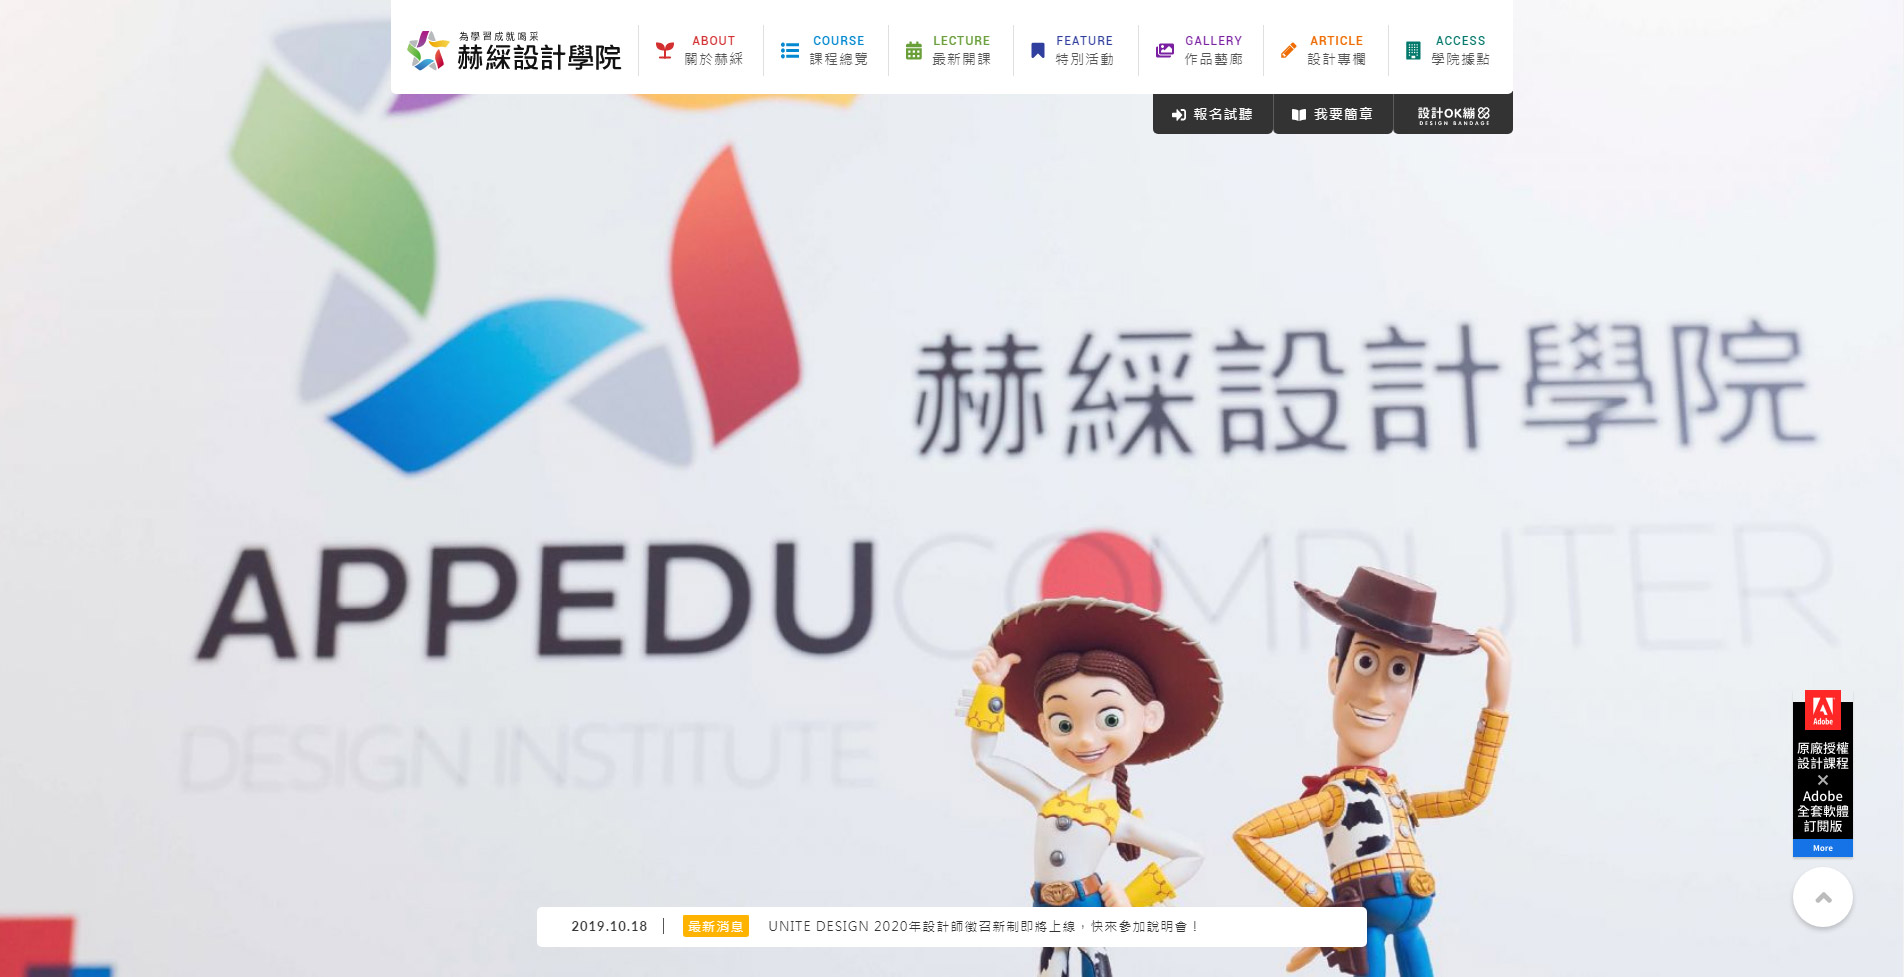 為學習成就喝采
赫綵設計學院
ABOUT
關於赫綵
COURSE
課程總覽
LECTURE
最新開課
FEATURE
特別活動
GALLERY
作品藝廊
ARTICLE
設計專欄
ACCESS
學院據點
報名試聽
我要簡章
設計OK繃
DESIGN BANDAGE
赫綵設計學院
APPEDU COMPUTER
DESIGN INSTITUTE
Adobe
原廠授權
設計課程
×
Adobe
全套軟體
訂閱版
More
2019.10.18
最新消息
UNITE DESIGN 2020年設計師徵召新制即將上線，快來參加說明會！